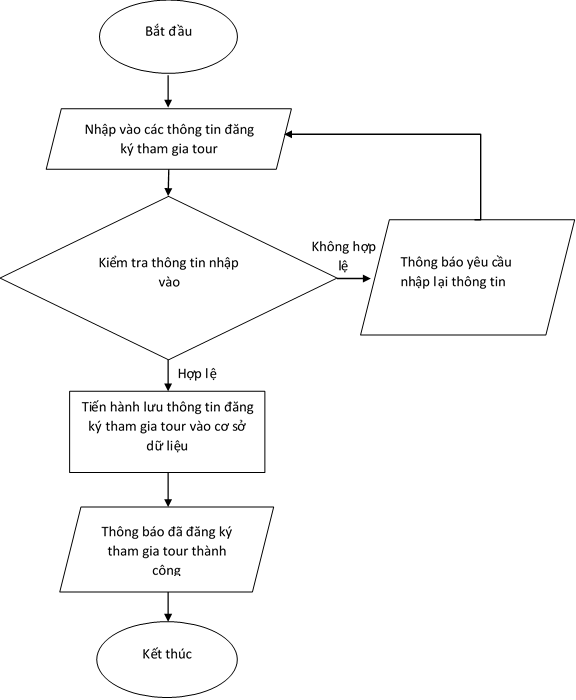 Bắt đầu
Nhập vào các thông tin đăng
ký tham gia tour
Kiểm tra thông tin nhập
vào
Không hợp
lệ
Thông báo yêu cầu
nhập lại thông tin
Hợp lệ
Tiến hành lưu thông tin đăng
ký tham gia tour vào cơ sở
dữ liệu
Thông báo đã đăng ký
tham gia tour thành
công
Kết thúc